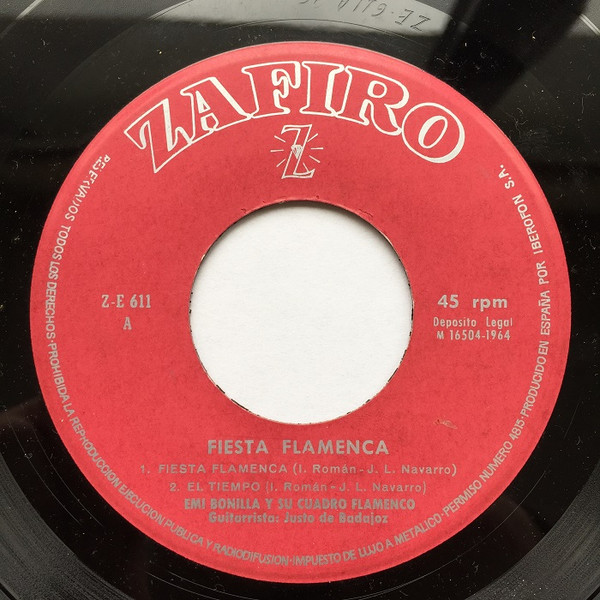 ZE-611A
ZAFIRO
Z
RESERVADOS TODOS LOS DERECHOS-PROHIBIDA LA REPRODUCCION EJECUCION PUBLICA Y RADIODIFUSION-IMPUESTO DE LUJO A METALICO-PERMISO NUMERO 4815-PRODUCIDO EN ESPAÑA POR IBEROFON S.A.
Z-E 611
A
45 rpm
Deposito Legal
M 16504-1964
FIESTA FLAMENCA
1. FIESTA FLAMENCA (I. Román-J. L. Navarro)
2. EL TIEMPO (I. Román-J. L. Navarro)
EMI BONILLA Y SU CUADRO FLAMENCO
Guitarrista: Justo de Badajoz